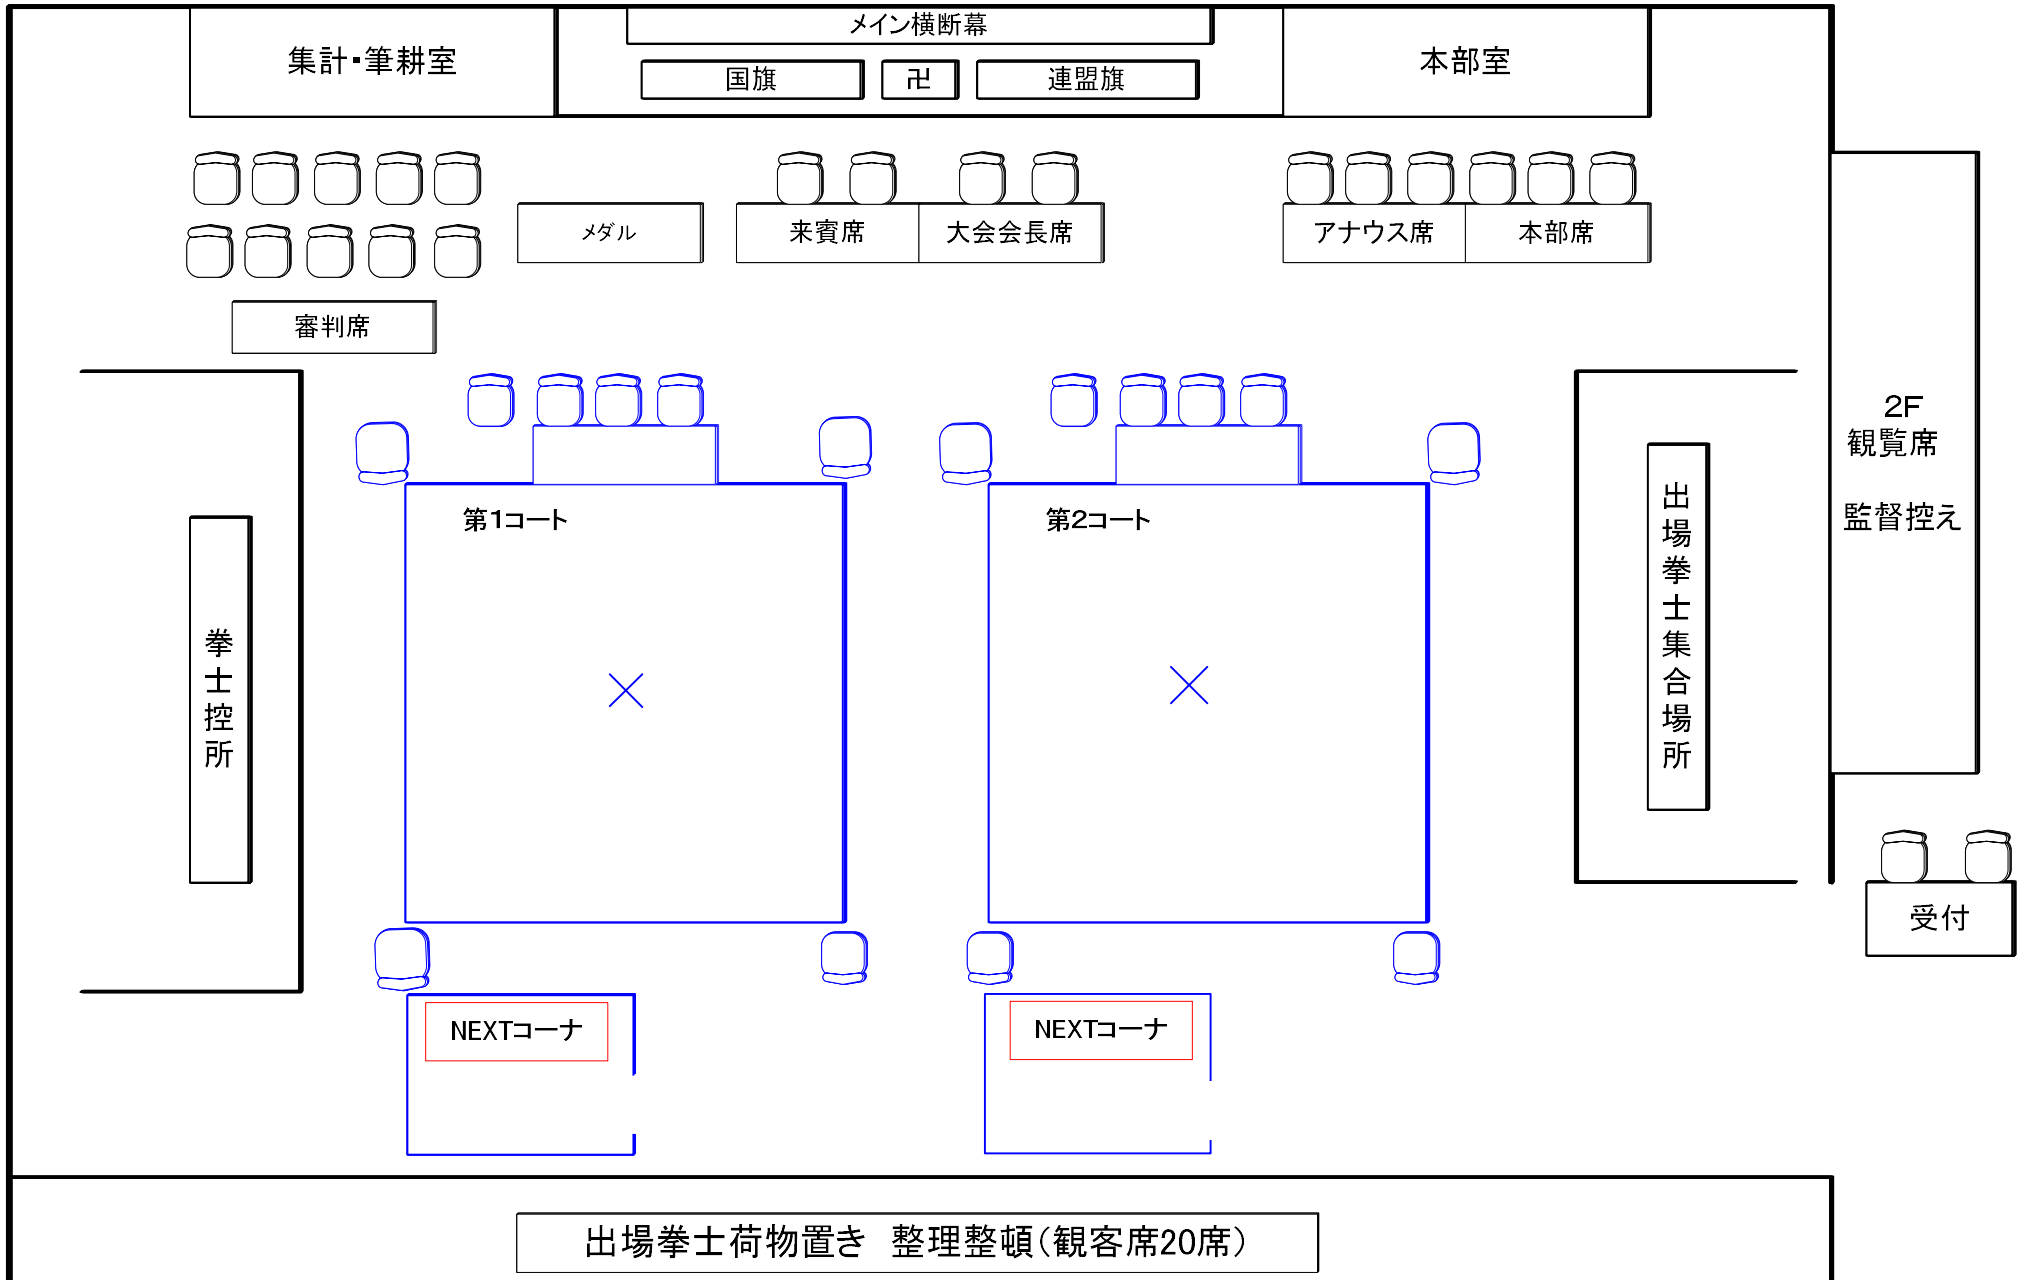 メイン横断幕
集計・筆耕室
国旗
卍
連盟旗
本部室
メダル
来賓席
大会会長席
アナウス席
本部席
審判席
2F
観覧席
監督控え
第1コート
第2コート
拳士控所
出場拳士集合場所
受付
NEXTコーナ
NEXTコーナ
出場拳士荷物置き 整理整頓(観客席20席)